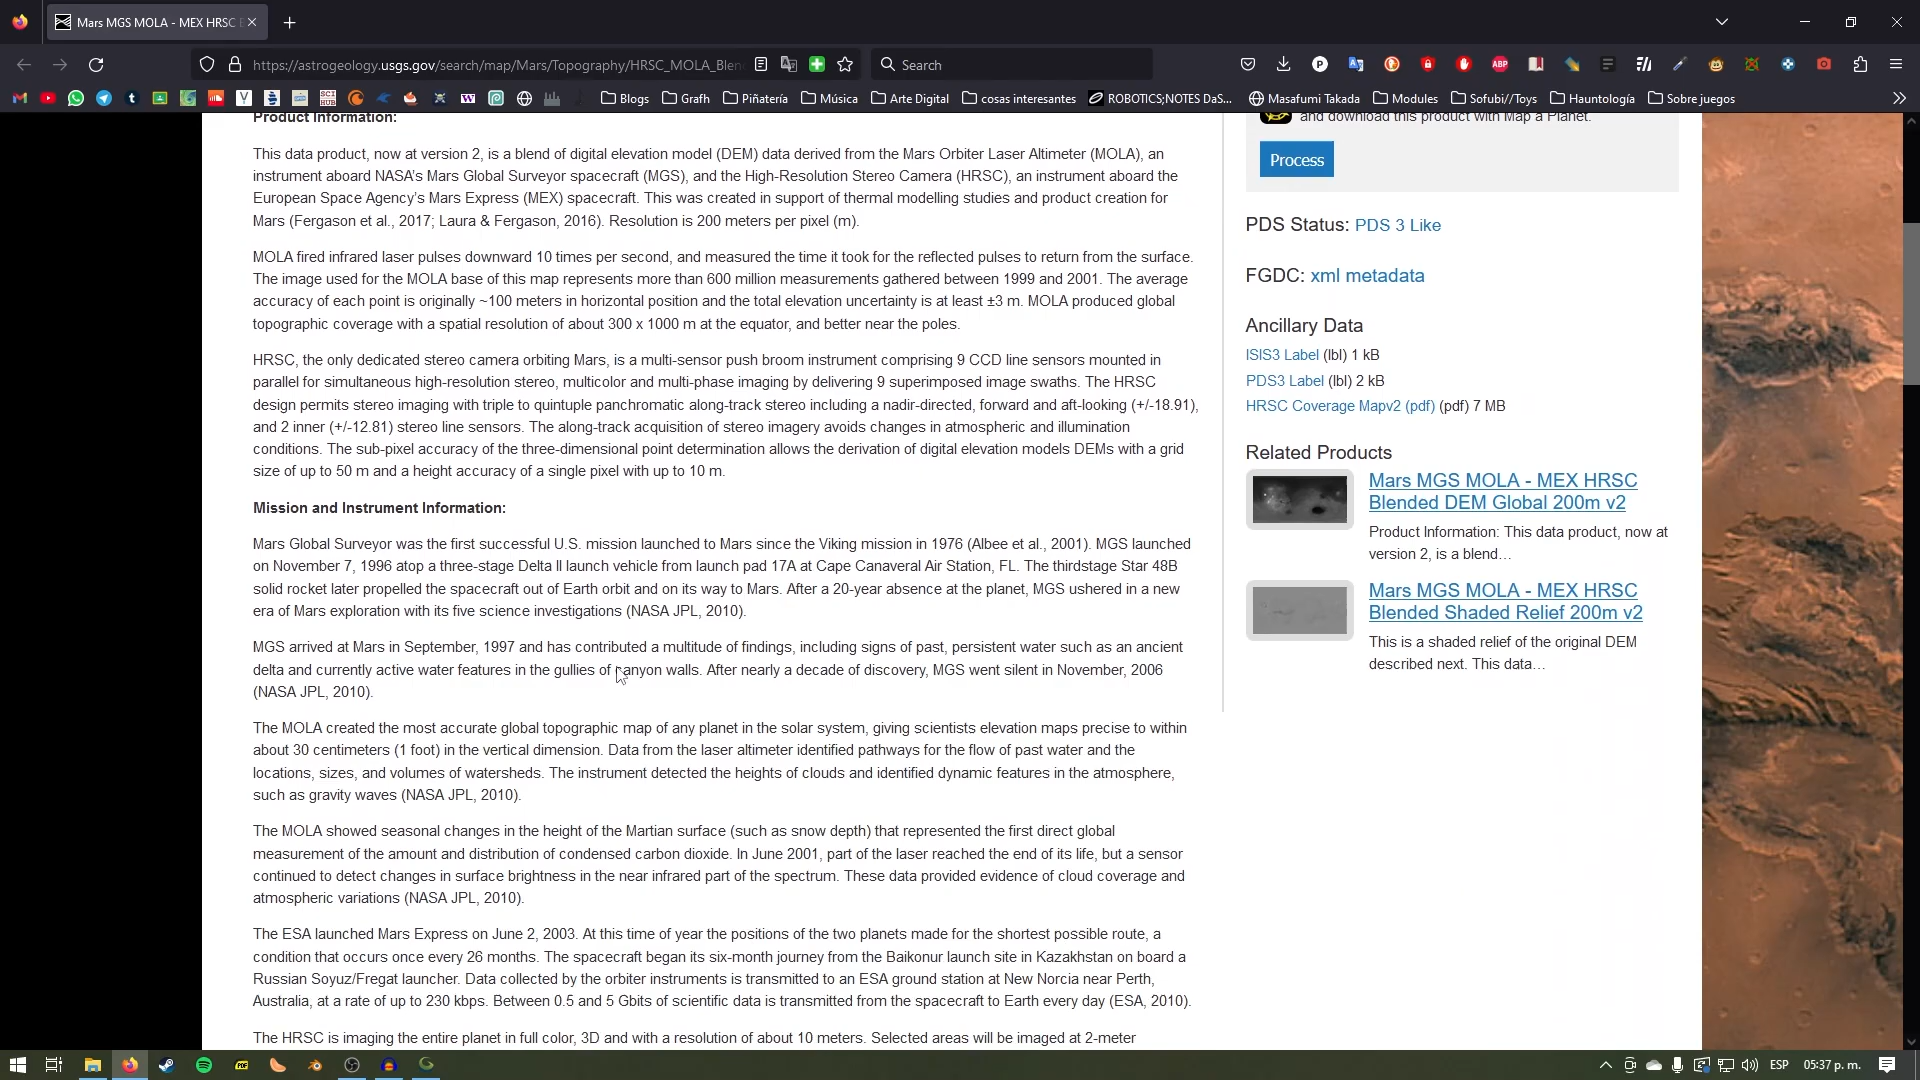 Mars MGS MOLA - MEX HRSC
https://astrogeology.usgs.gov/search/map/Mars/Topography/HRSC_MOLA_Blen
Search
Blogs
Grafh
Piñatería
Música
Arte Digital
cosas interesantes
ROBOTICS;NOTES DaS...
Masafumi Takada
Modules
Sofubi//Toys
Hauntología
Sobre juegos
Product Information:
This data product, now at version 2, is a blend of digital elevation model (DEM) data derived from the Mars Orbiter Laser Altimeter (MOLA), an
instrument aboard NASA's Mars Global Surveyor spacecraft (MGS), and the High-Resolution Stereo Camera (HRSC), an instrument aboard the
European Space Agency's Mars Express (MEX) spacecraft. This was created in support of thermal modelling studies and product creation for
Mars (Fergason et al., 2017; Laura & Fergason, 2016). Resolution is 200 meters per pixel (m).
MOLA fired infrared laser pulses downward 10 times per second, and measured the time it took for the reflected pulses to return from the surface.
The image used for the MOLA base of this map represents more than 600 million measurements gathered between 1999 and 2001. The average
accuracy of each point is originally ~100 meters in horizontal position and the total elevation uncertainty is at least ±3 m. MOLA produced global
topographic coverage with a spatial resolution of about 300 x 1000 m at the equator, and better near the poles.
HRSC, the only dedicated stereo camera orbiting Mars, is a multi-sensor push broom instrument comprising 9 CCD line sensors mounted in
parallel for simultaneous high-resolution stereo, multicolor and multi-phase imaging by delivering 9 superimposed image swaths. The HRSC
design permits stereo imaging with triple to quintuple panchromatic along-track stereo including a nadir-directed, forward and aft-looking (+/-18.91),
and 2 inner (+/-12.81) stereo line sensors. The along-track acquisition of stereo imagery avoids changes in atmospheric and illumination
conditions. The sub-pixel accuracy of the three-dimensional point determination allows the derivation of digital elevation models DEMs with a grid
size of up to 50 m and a height accuracy of a single pixel with up to 10 m.
Mission and Instrument Information:
Mars Global Surveyor was the first successful U.S. mission launched to Mars since the Viking mission in 1976 (Albee et al., 2001). MGS launched
on November 7, 1996 atop a three-stage Delta II launch vehicle from launch pad 17A at Cape Canaveral Air Station, FL. The thirdstage Star 48B
solid rocket later propelled the spacecraft out of Earth orbit and on its way to Mars. After a 20-year absence at the planet, MGS ushered in a new
era of Mars exploration with its five science investigations (NASA JPL, 2010).
MGS arrived at Mars in September, 1997 and has contributed a multitude of findings, including signs of past, persistent water such as an ancient
delta and currently active water features in the gullies of canyon walls. After nearly a decade of discovery, MGS went silent in November, 2006
(NASA JPL, 2010).
The MOLA created the most accurate global topographic map of any planet in the solar system, giving scientists elevation maps precise to within
about 30 centimeters (1 foot) in the vertical dimension. Data from the laser altimeter identified pathways for the flow of past water and the
locations, sizes, and volumes of watersheds. The instrument detected the heights of clouds and identified dynamic features in the atmosphere,
such as gravity waves (NASA JPL, 2010).
The MOLA showed seasonal changes in the height of the Martian surface (such as snow depth) that represented the first direct global
measurement of the amount and distribution of condensed carbon dioxide. In June 2001, part of the laser reached the end of its life, but a sensor
continued to detect changes in surface brightness in the near infrared part of the spectrum. These data provided evidence of cloud coverage and
atmospheric variations (NASA JPL, 2010).
The ESA launched Mars Express on June 2, 2003. At this time of year the positions of the two planets made for the shortest possible route, a
condition that occurs once every 26 months. The spacecraft began its six-month journey from the Baikonur launch site in Kazakhstan on board a
Russian Soyuz/Fregat launcher. Data collected by the orbiter instruments is transmitted to an ESA ground station at New Norcia near Perth,
Australia, at a rate of up to 230 kbps. Between 0.5 and 5 Gbits of scientific data is transmitted from the spacecraft to Earth every day (ESA, 2010).
The HRSC is imaging the entire planet in full color, 3D and with a resolution of about 10 meters. Selected areas will be imaged at 2-meter
and download this product with Map a Planet.
Process
PDS Status: PDS 3 Like
FGDC: xml metadata
Ancillary Data
ISIS3 Label (lbl) 1 kB
PDS3 Label (lbl) 2 kB
HRSC Coverage Mapv2 (pdf) (pdf) 7 MB
Related Products
Mars MGS MOLA - MEX HRSC
Blended DEM Global 200m v2
Product Information: This data product, now at
version 2, is a blend…
Mars MGS MOLA - MEX HRSC
Blended Shaded Relief 200m v2
This is a shaded relief of the original DEM
described next. This data…
ESP
05:37 p. m.